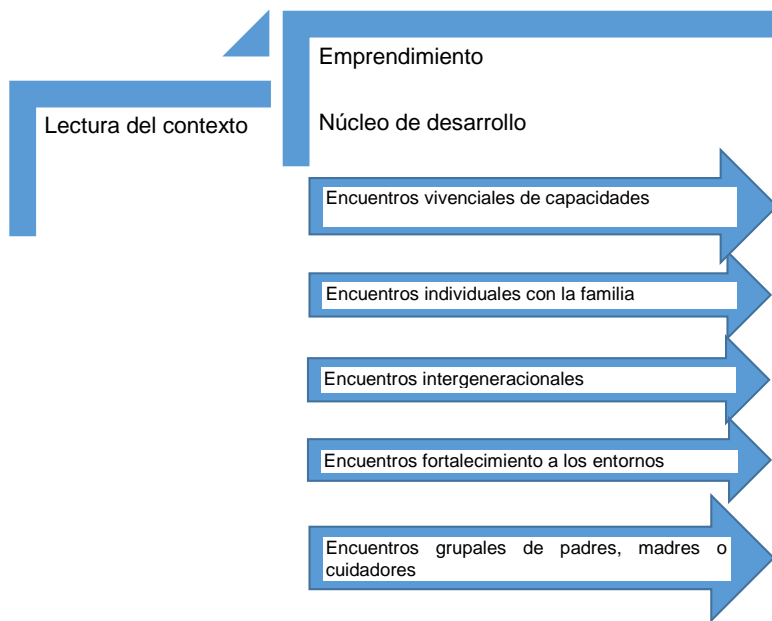 Emprendimiento
Lectura del contexto
Núcleo de desarrollo
Encuentros vivenciales de capacidades
Encuentros individuales con la familia
Encuentros intergeneracionales
Encuentros fortalecimiento a los entornos
Encuentros grupales de padres, madres o
cuidadores